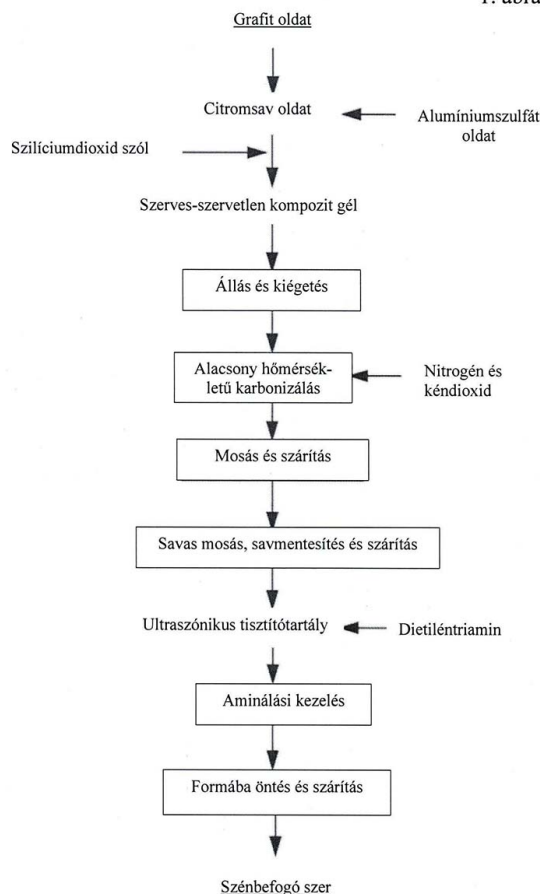 1. ábra
Grafit oldat
Citromsav oldat
Alumíniumszulfát
oldat
Szilíciumdioxid szól
Szerves-szervetlen kompozit gél
Állás és kiégetés
Alacsony hőmérsék-
letű karbonizálás
Nitrogén és
kéndioxid
Mosás és szárítás
Savas mosás, savmentesítés és szárítás
Ultraszónikus tisztítótartály
Dietiléntriamin
Aminálási kezelés
Formába öntés és szárítás
Szénbefogó szer